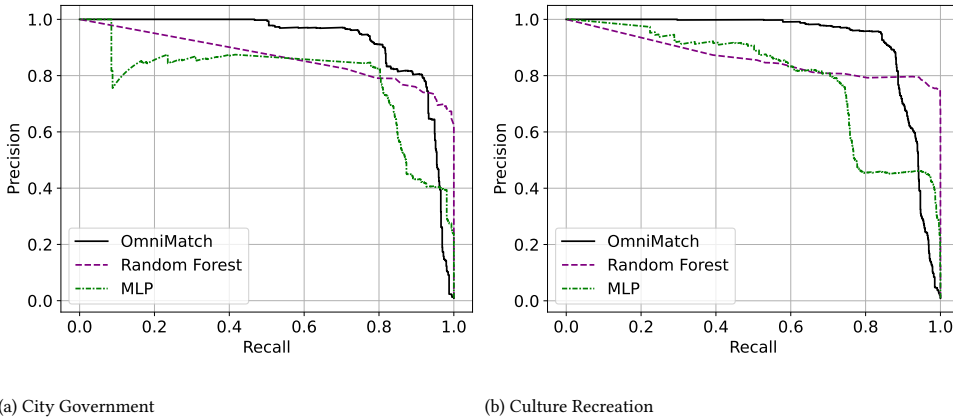 1.0
0.8
0.6
0.4
0.2
0.0
Precision
OmniMatch
Random Forest
MLP
0.0 0.2 0.4 0.6 0.8 1.0
Recall
1.0
0.8
0.6
0.4
0.2
0.0
Precision
OmniMatch
Random Forest
MLP
0.0 0.2 0.4 0.6 0.8 1.0
Recall
(a) City Government
(b) Culture Recreation